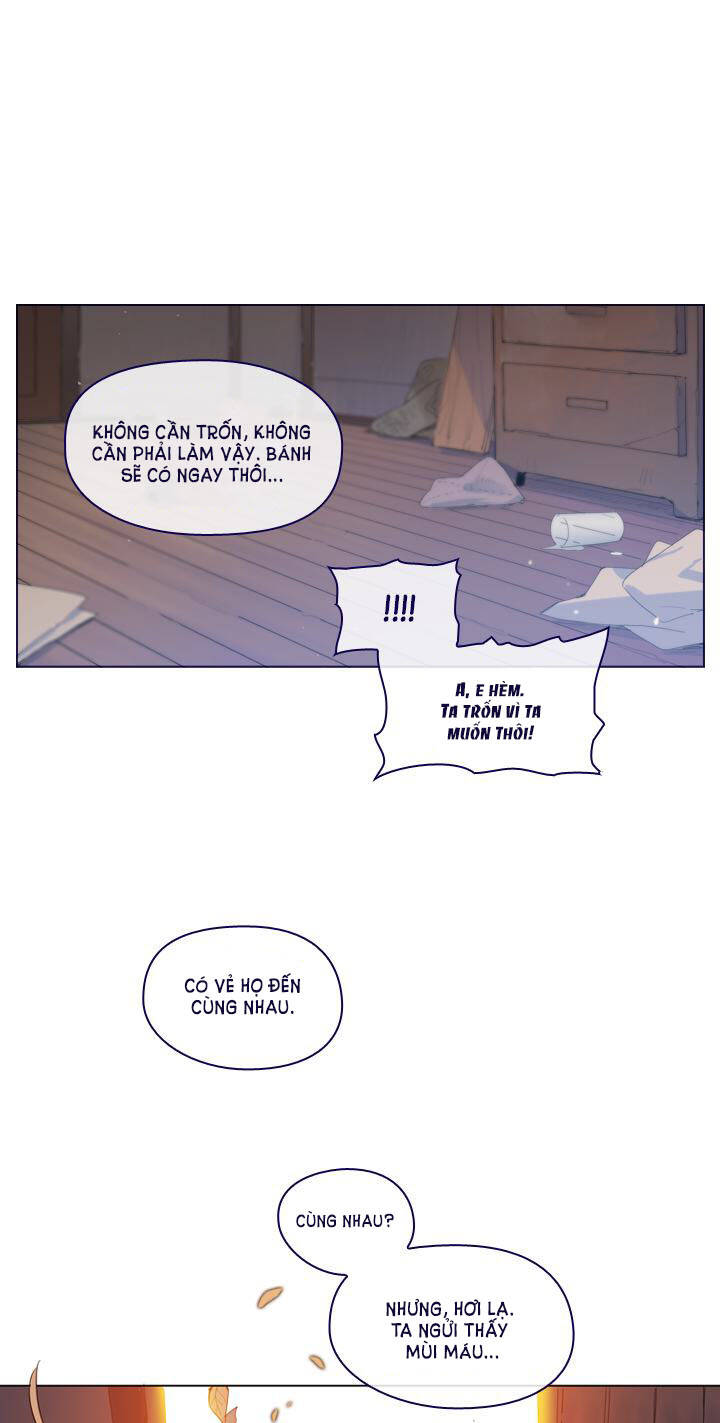 KHÔNG CẦN TRỐN, KHÔNG
CẦN PHẢI LÀM VẬY. BÁNH
SẼ CÓ NGAY THÔI...
!!!!
A, E HÈM.
TA TRỐN VÌ TA
MUỐN THÔI!
CÓ VẺ HỌ ĐẾN
CÙNG NHAU.
CÙNG NHAU?
NHƯNG, HƠI LẠ.
TA NGỬI THẤY
MÙI MÁU...